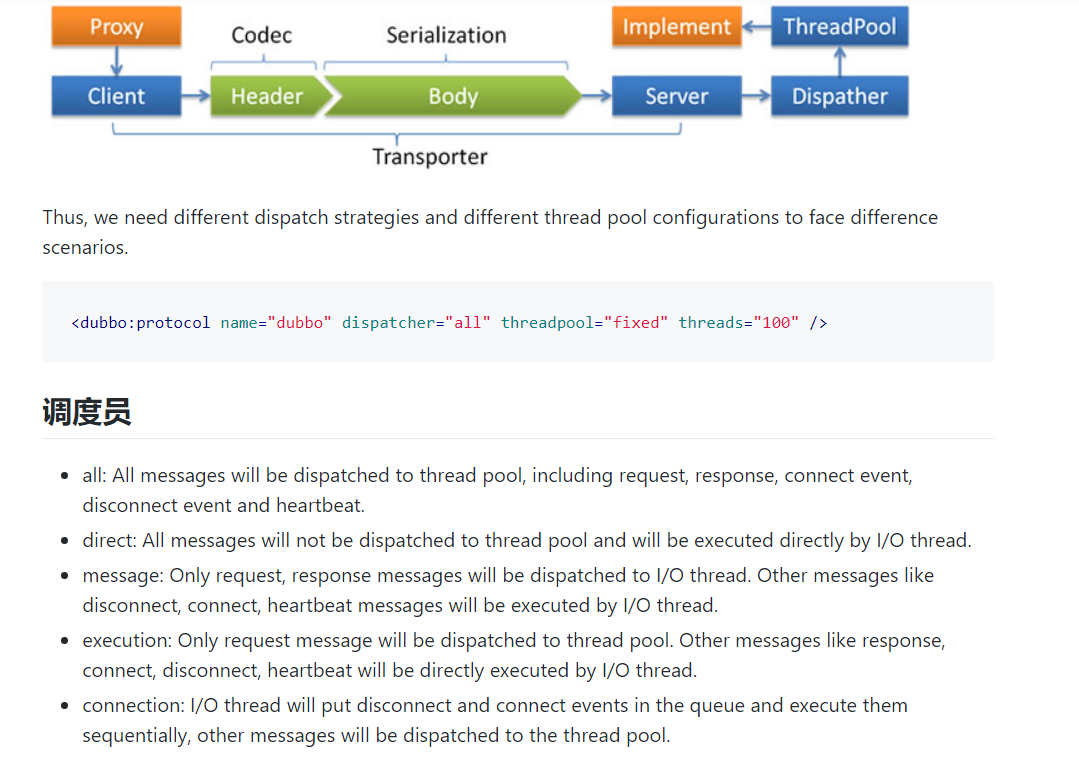 Proxy
Codec
Serialization
Implement
ThreadPool
Client
Header
Body
Server
Dispather
Transporter
Thus, we need different dispatch strategies and different thread pool configurations to face difference
scenarios.
<dubbo:protocol name="dubbo" dispatcher="all" threadpool="fixed" threads="100" />
调度员
all: All messages will be dispatched to thread pool, including request, response, connect event,
disconnect event and heartbeat.
direct: All messages will not be dispatched to thread pool and will be executed directly by I/O thread.
message: Only request, response messages will be dispatched to I/O thread. Other messages like
disconnect, connect, heartbeat messages will be executed by I/O thread.
execution: Only request message will be dispatched to thread pool. Other messages like response,
connect, disconnect, heartbeat will be directly executed by I/O thread.
connection: I/O thread will put disconnect and connect events in the queue and execute them
sequentially, other messages will be dispatched to the thread pool.